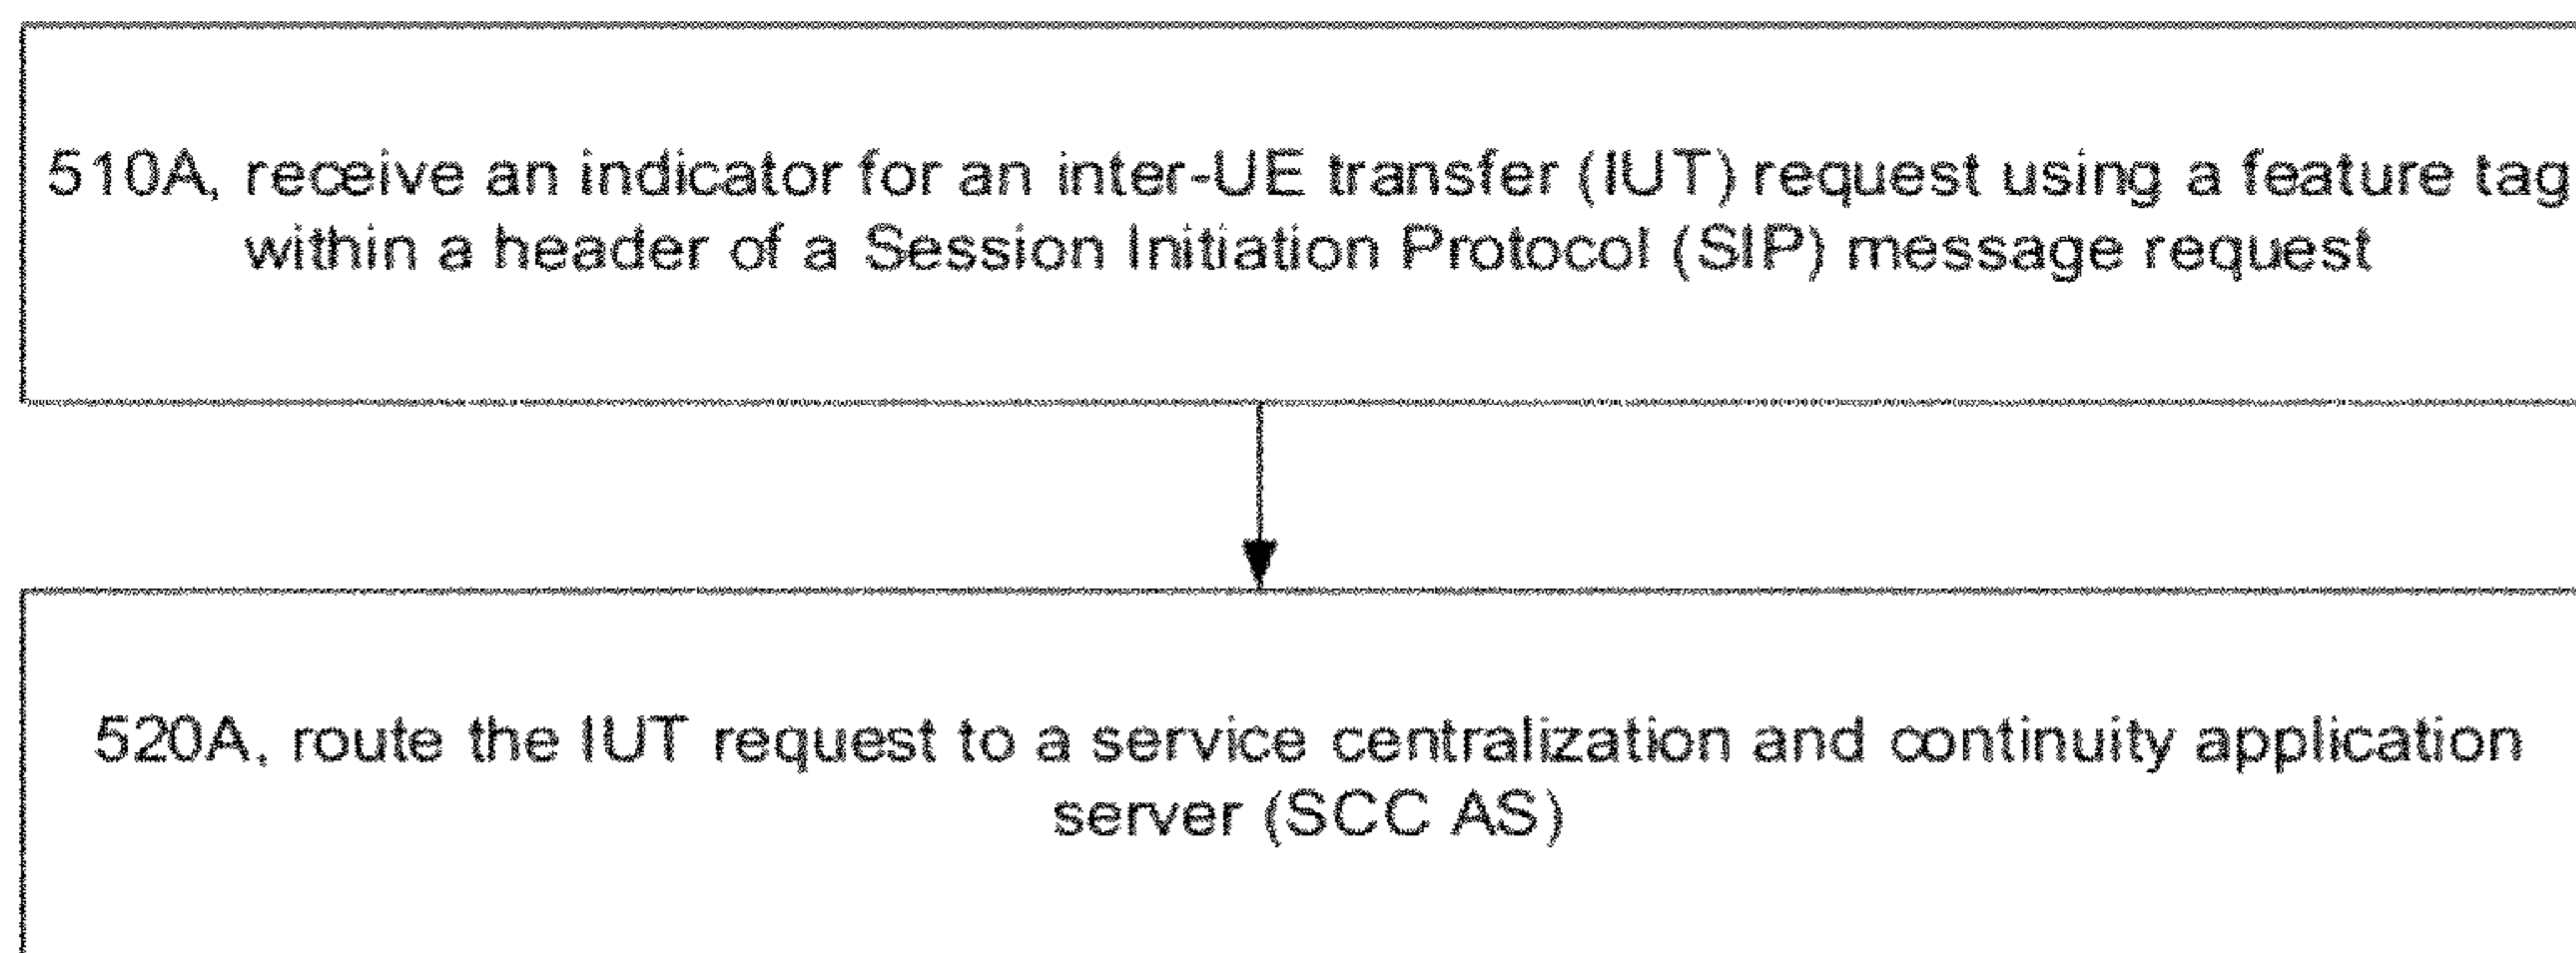 510A, receive an indicator for an inter-UE transfer (IUT) request using a feature tag
within a header of a Session Initiation Protocol (SIP) message request
520A, route the IUT request to a service centralization and continuity application
server (SCC AS)